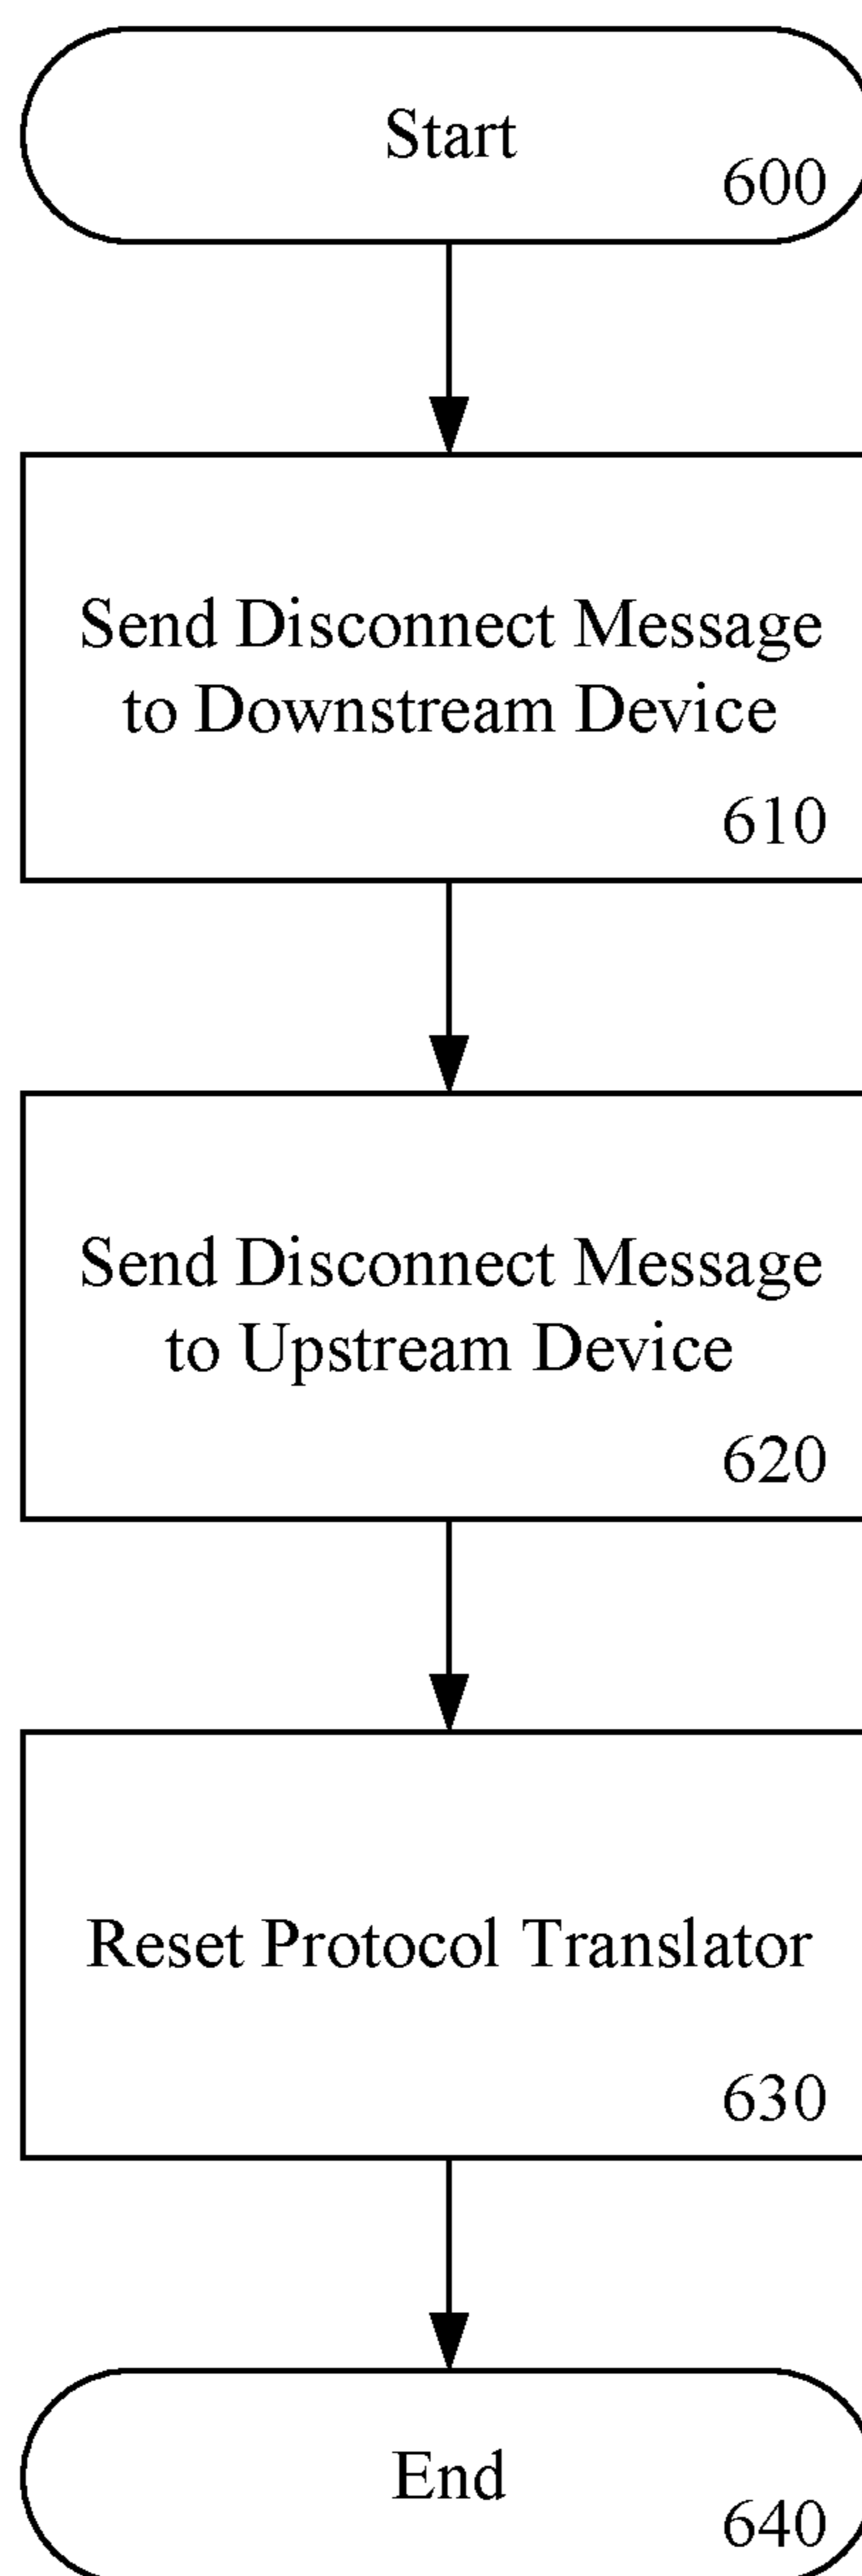 Start
600
Send Disconnect Message
to Downstream Device
610
Send Disconnect Message
to Upstream Device
620
Reset Protocol Translator
630
End
640